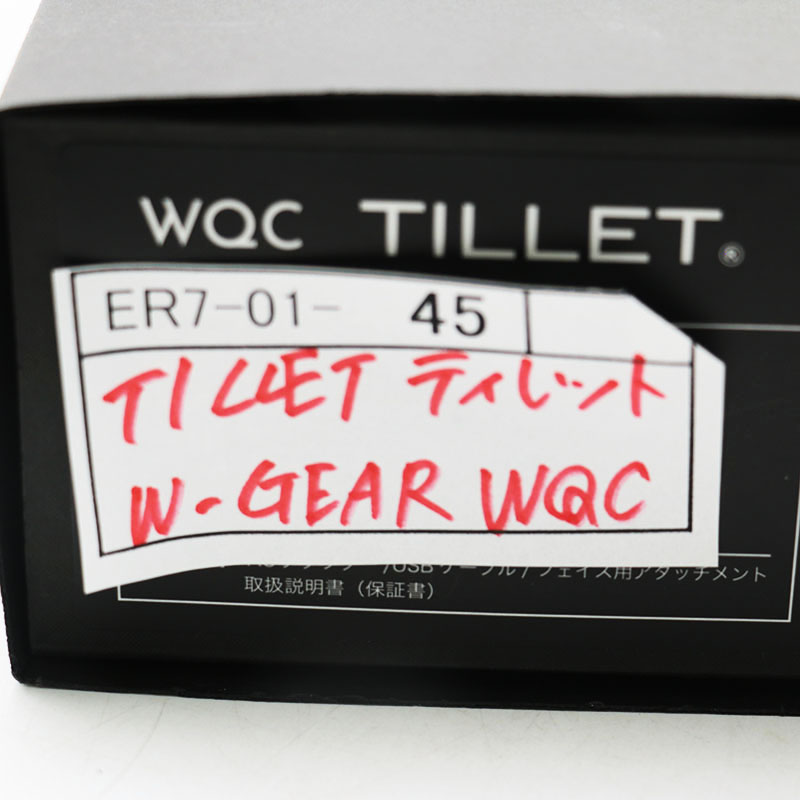 WQC TILLET®
ER7-01- 45
TILLET ティレット
W-GEAR WQC
/USBケーブル/フェイス用アタッチメント
取扱説明書（保証書）